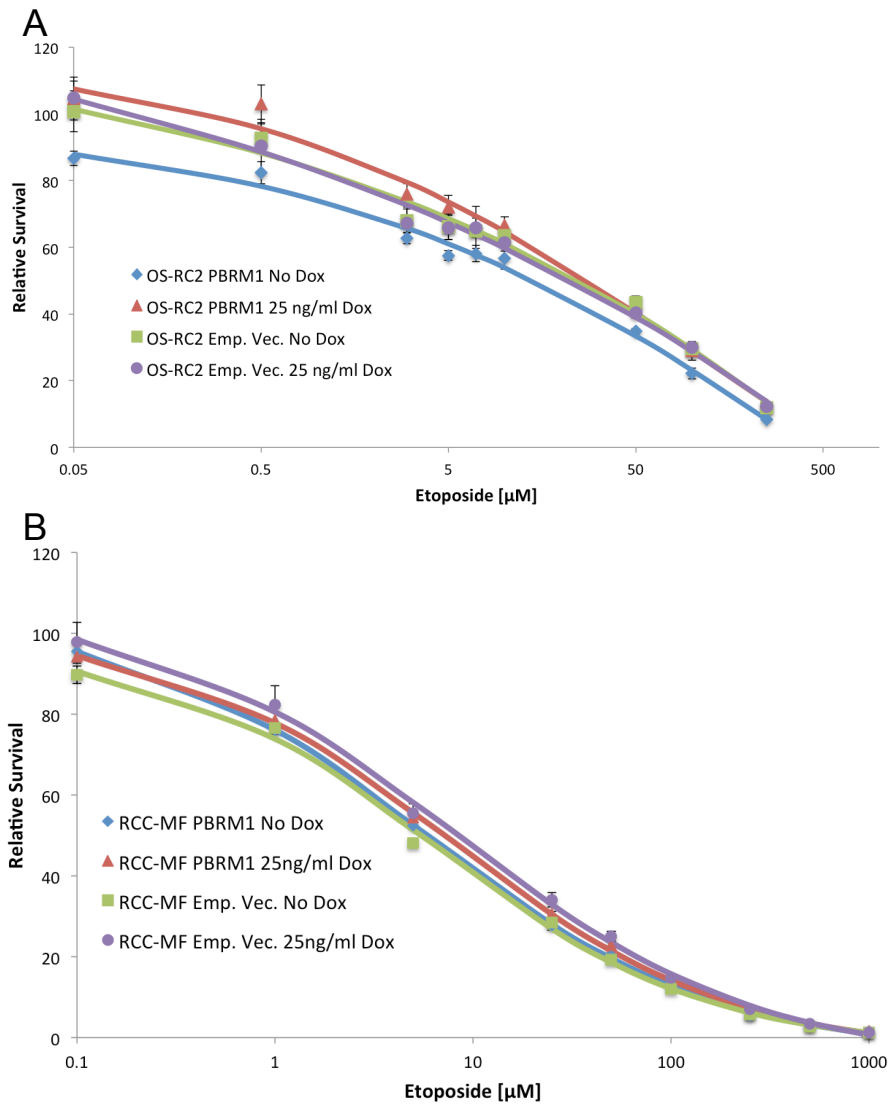 A
120
100
80
60
40
20
0
Relative Survival
OS-RC2 PBRM1 No Dox
OS-RC2 PBRM1 25 ng/ml Dox
OS-RC2 Emp. Vec. No Dox
OS-RC2 Emp. Vec. 25 ng/ml Dox
0.05 0.5 5 50 500
Etoposide [µM]
B
120
100
80
60
40
20
0
Relative Survival
RCC-MF PBRM1 No Dox
RCC-MF PBRM1 25ng/ml Dox
RCC-MF Emp. Vec. No Dox
RCC-MF Emp. Vec. 25ng/ml Dox
0.1 1 10 100 1000
Etoposide [µM]